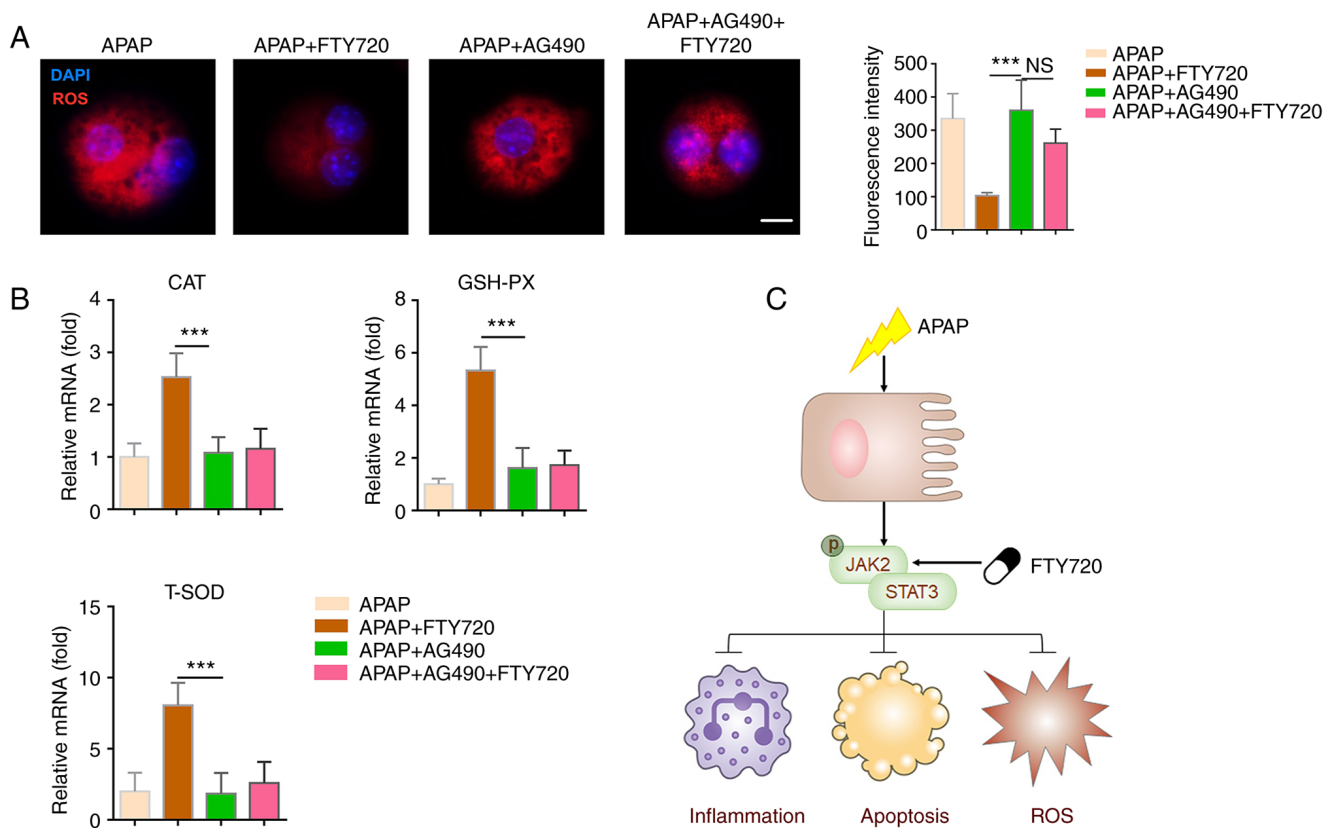 A
APAP
APAP+FTY720
APAP+AG490
APAP+AG490+
FTY720
DAPI
ROS
Fluorescence intensity
500
400
300
200
100
0
*** NS
APAP
APAP+FTY720
APAP+AG490
APAP+AG490+FTY720
B
CAT
Relative mRNA (fold)
4
3
2
1
0
***
GSH-PX
Relative mRNA (fold)
8
6
4
2
0
***
T-SOD
Relative mRNA (fold)
15
10
5
0
***
APAP
APAP+FTY720
APAP+AG490
APAP+AG490+FTY720
C
APAP
p
JAK2
STAT3
FTY720
Inflammation
Apoptosis
ROS